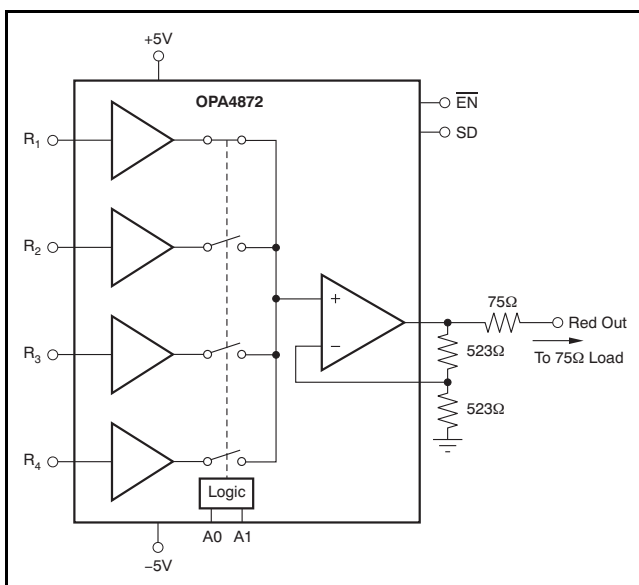 +5V
OPA4872
E̅N̅
SD
R1
R2
R3
R4
+
−
75Ω
Red Out
523Ω
To 75Ω Load
523Ω
Logic
A0 A1
−5V